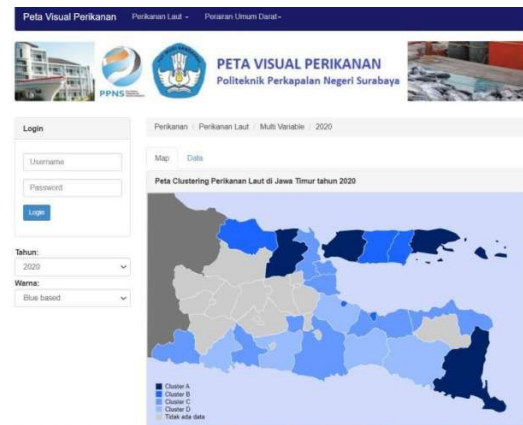 Peta Visual Perikanan Perikanan Laut Perairan Umum Darat
PPNS
PETA VISUAL PERIKANAN
Politeknik Perkapalan Negeri Surabaya
Login
Username
Password
Login
Tahun:
2020
Warna:
Blue based
Perikanan / Perikanan Laut / Multi Variable / 2020
Map Data
Peta Clustering Perikanan Laut di Jawa Timur tahun 2020
Cluster A
Cluster B
Cluster C
Cluster D
Tidak ada data